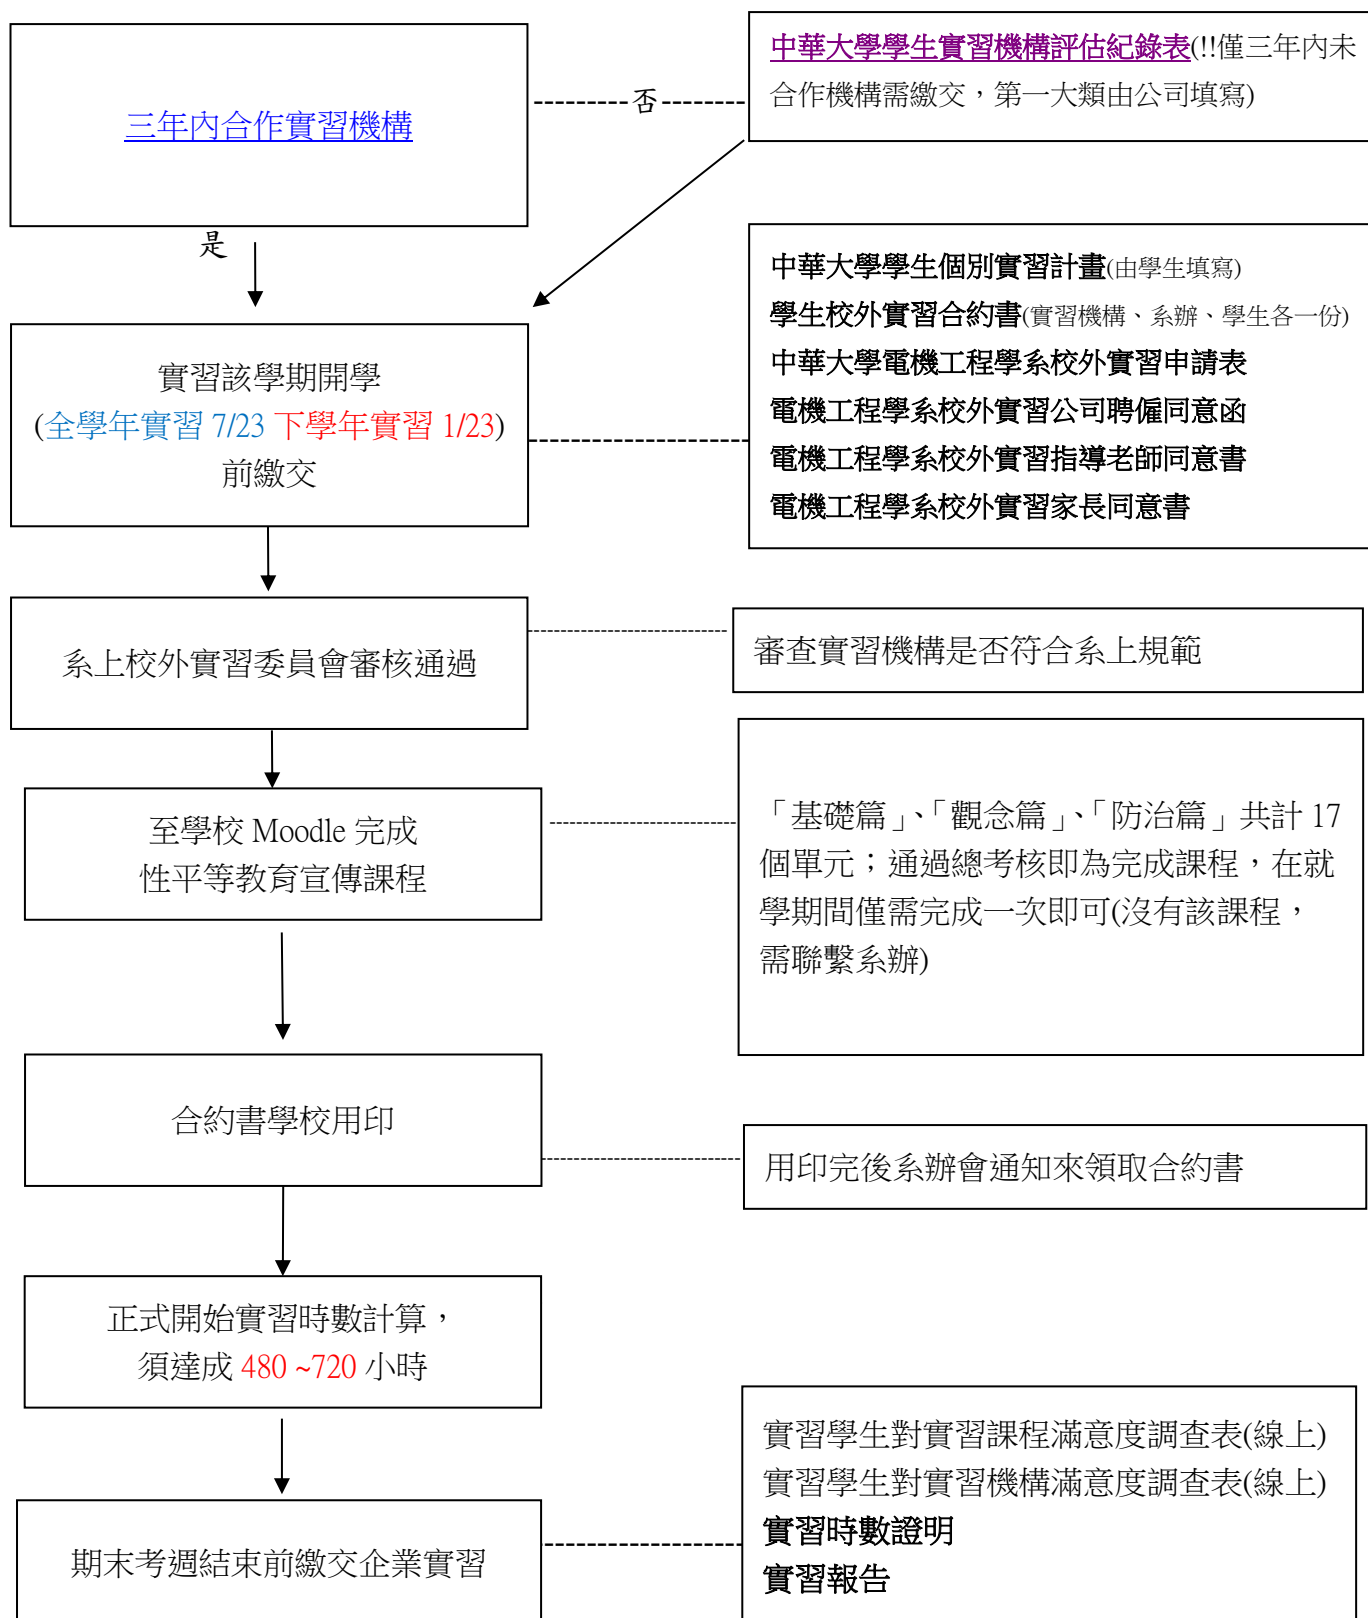 三年內合作實習機構
否
中華大學學生實習機構評估紀錄表(!!僅三年內未
合作機構需繳交，第一大類由公司填寫)
是
實習該學期開學
(全學年實習 7/23 下學年實習 1/23)
前繳交
中華大學學生個別實習計畫(由學生填寫)
學生校外實習合約書(實習機構、系辦、學生各一份)
中華大學電機工程學系校外實習申請表
電機工程學系校外實習公司聘僱同意函
電機工程學系校外實習指導老師同意書
電機工程學系校外實習家長同意書
系上校外實習委員會審核通過
審查實習機構是否符合系上規範
至學校 Moodle 完成
性平等教育宣傳課程
「基礎篇」、「觀念篇」、「防治篇」共計 17
個單元；通過總考核即為完成課程，在就
學期間僅需完成一次即可(沒有該課程，
需聯繫系辦)
合約書學校用印
用印完後系辦會通知來領取合約書
正式開始實習時數計算，
須達成 480 ~720 小時
期末考週結束前繳交企業實習
實習學生對實習課程滿意度調查表(線上)
實習學生對實習機構滿意度調查表(線上)
實習時數證明
實習報告